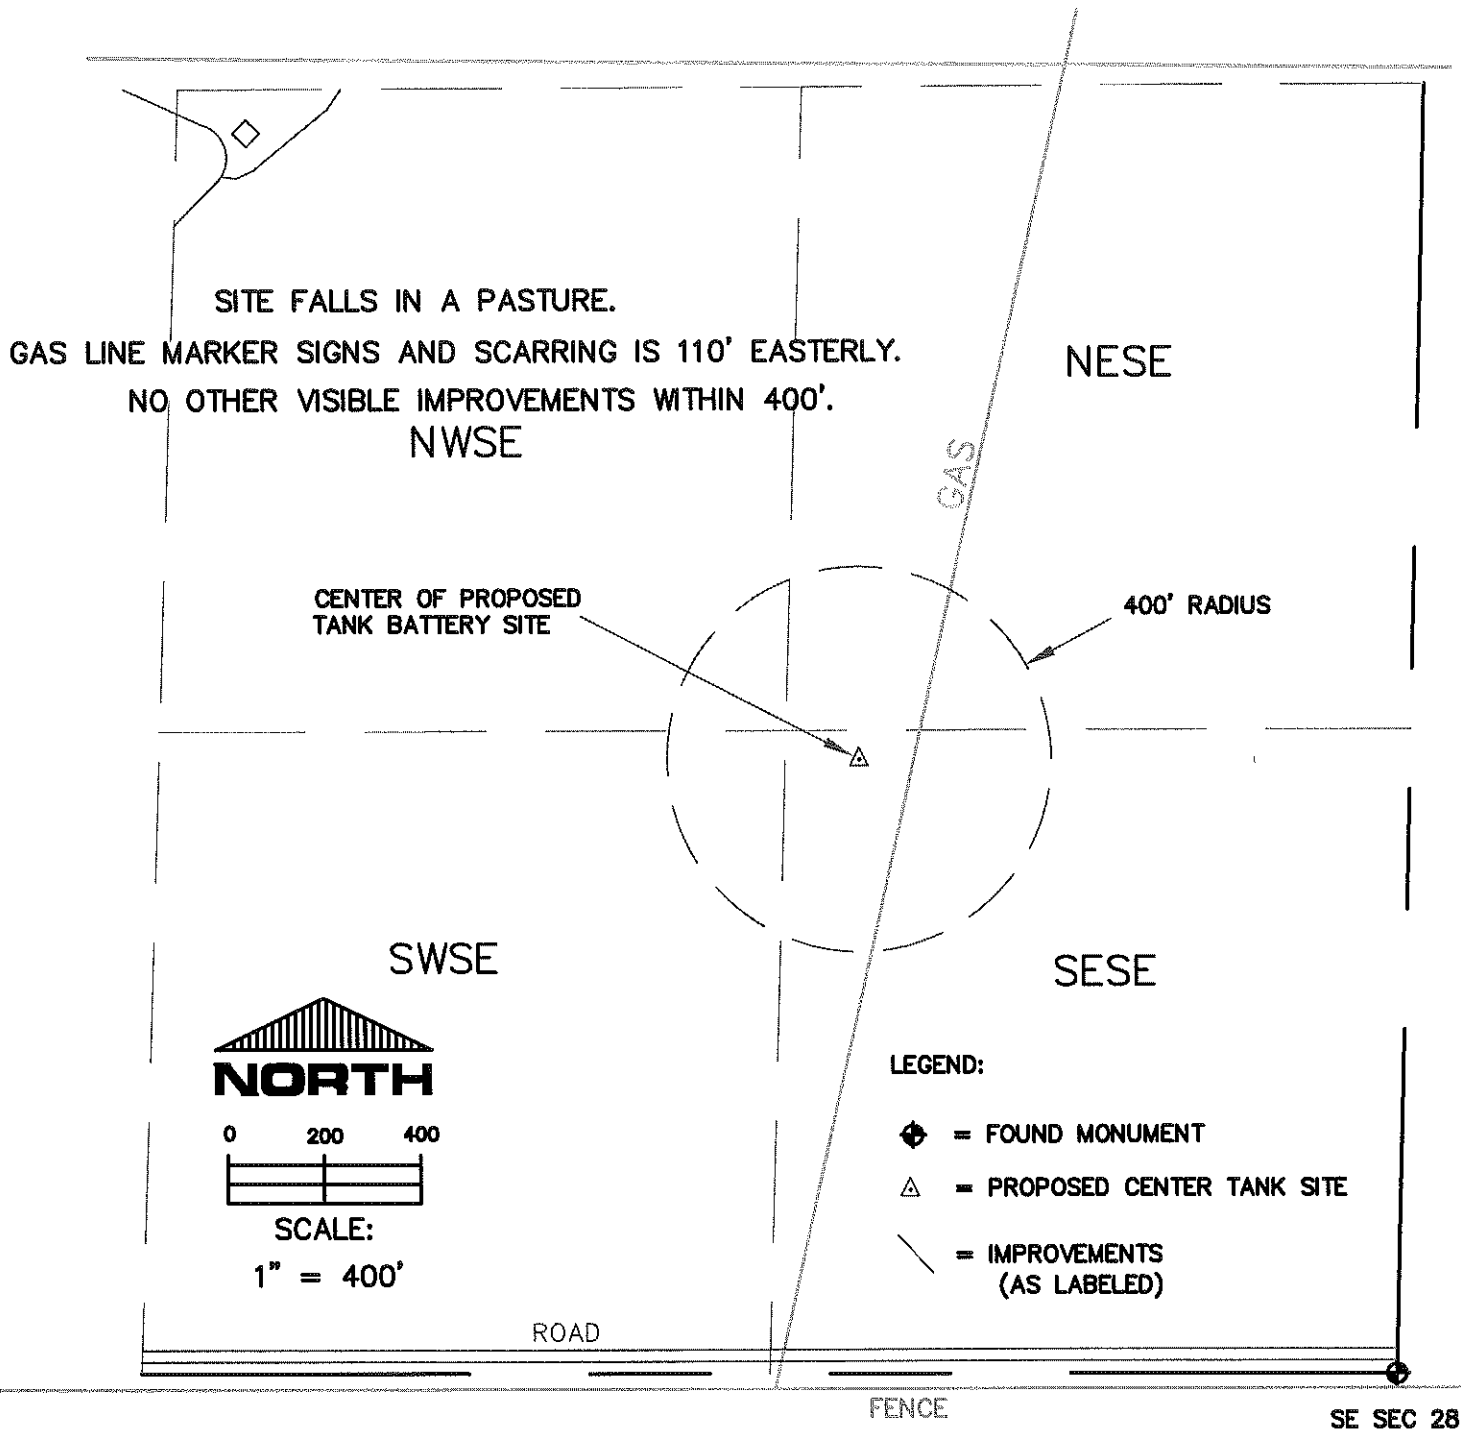 SITE FALLS IN A PASTURE.
GAS LINE MARKER SIGNS AND SCARRING IS 110' EASTERLY.
NO OTHER VISIBLE IMPROVEMENTS WITHIN 400'.
NWSE
NESE
GAS
CENTER OF PROPOSED
TANK BATTERY SITE
400' RADIUS
SWSE
SESE
NORTH
0 200 400
SCALE:
1" = 400'
LEGEND:
= FOUND MONUMENT
= PROPOSED CENTER TANK SITE
= IMPROVEMENTS
(AS LABELED)
ROAD
FENCE
SE SEC 28